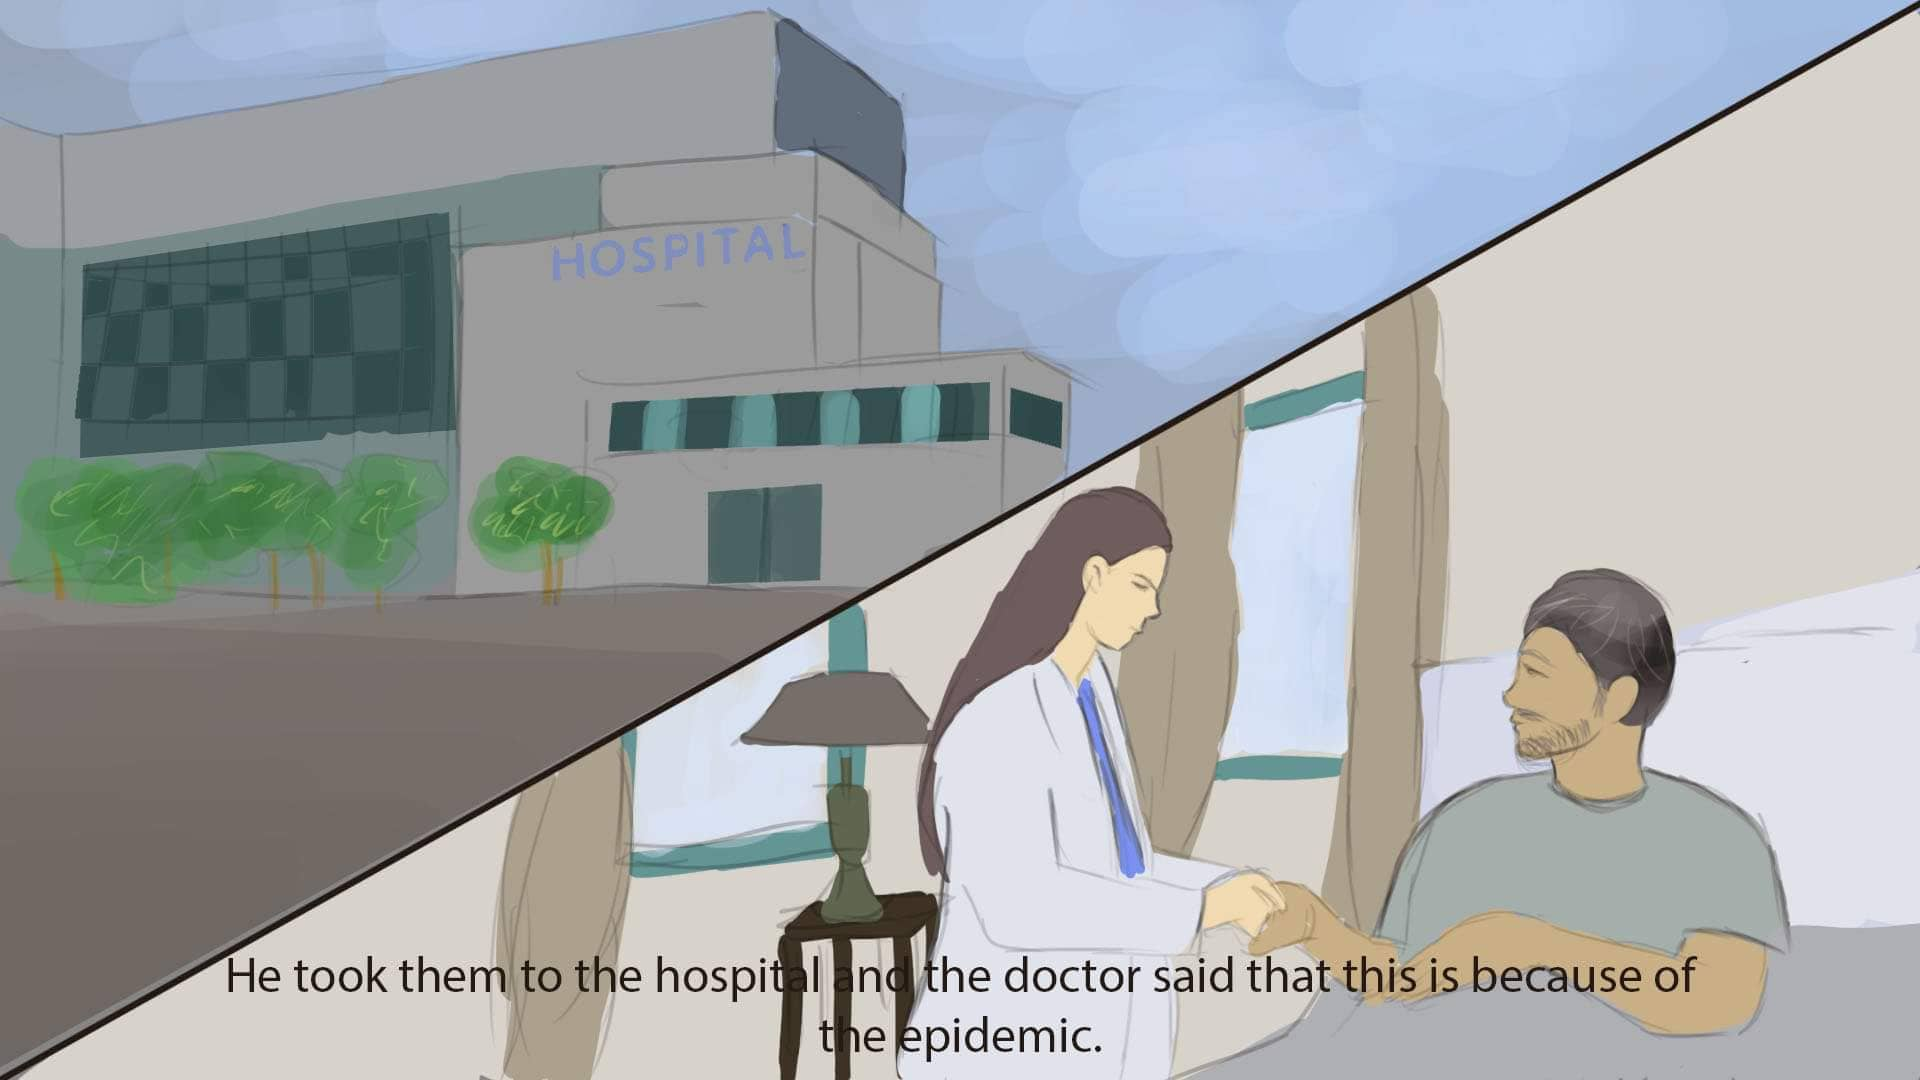 HOSPITAL
He took them to the hospital and the doctor said that this is because of
the epidemic.